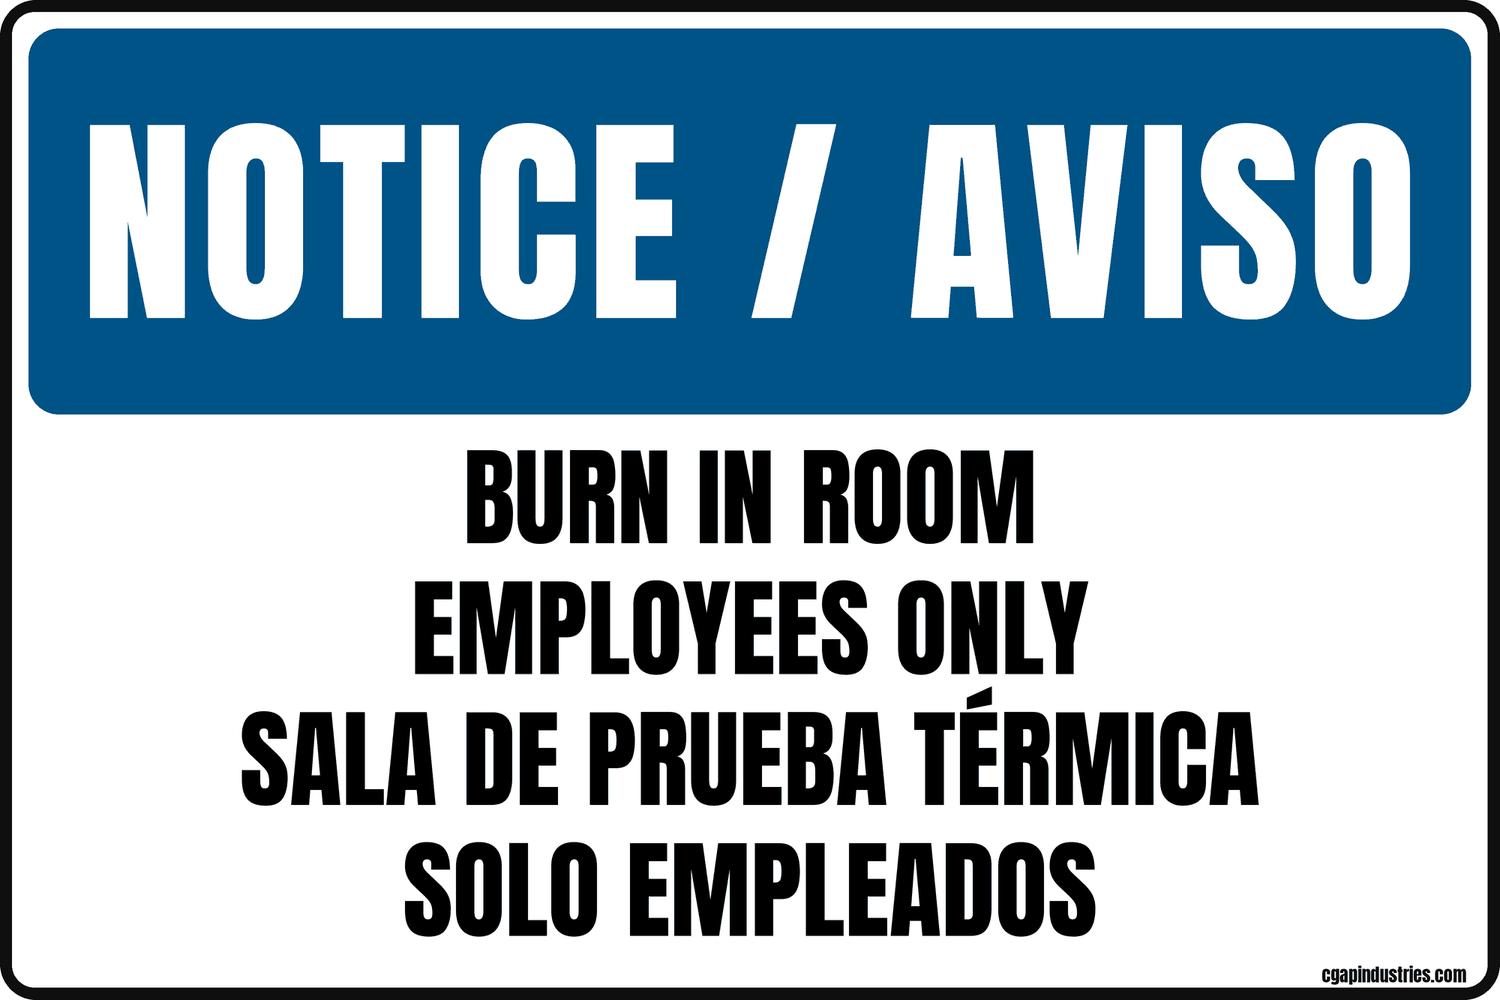 NOTICE / AVISO
BURN IN ROOM
EMPLOYEES ONLY
SALA DE PRUEBA TÉRMICA
SOLO EMPLEADOS
cgapindustries.com